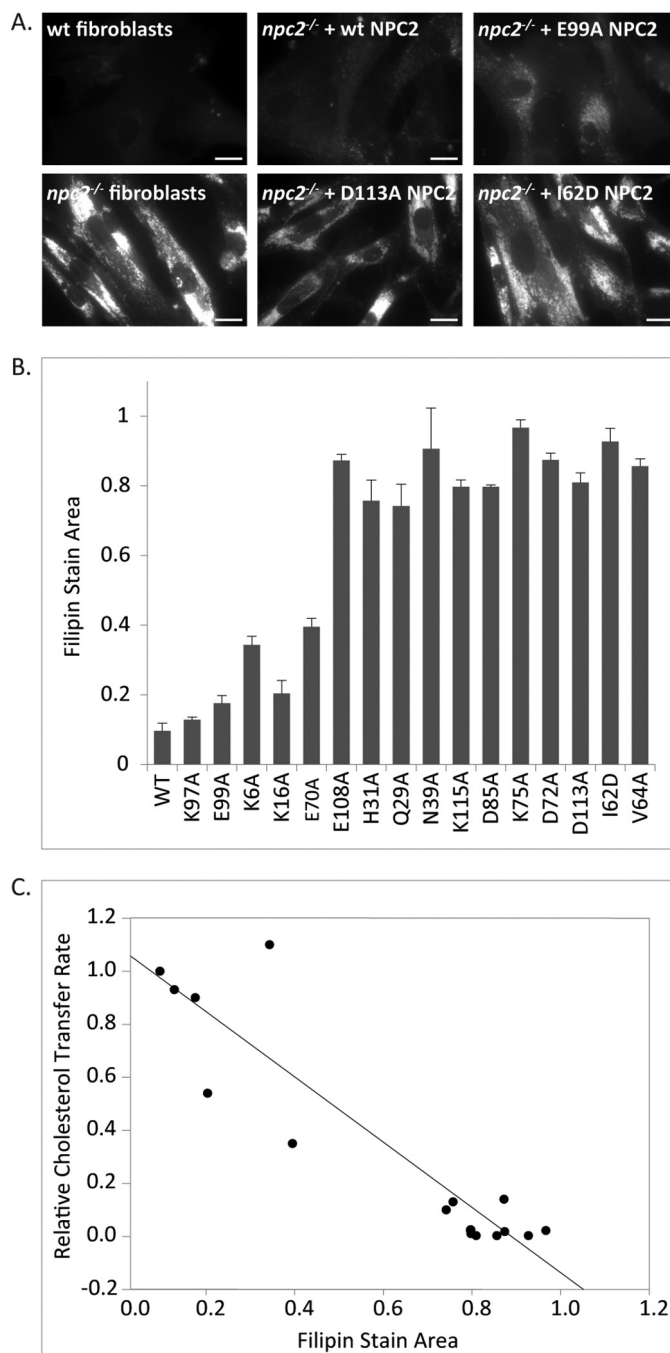 A.
wt fibroblasts
npc2-/- + wt NPC2
npc2-/- + E99A NPC2
npc2-/- fibroblasts
npc2-/- + D113A NPC2
npc2-/- + I62D NPC2
B.
Filipin Stain Area
1
0.8
0.6
0.4
0.2
0
WT
K97A
E99A
K6A
K16A
E70A
E108A
H31A
Q29A
N39A
K115A
D85A
K75A
D72A
D113A
I62D
V64A
C.
Relative Cholesterol Transfer Rate
1.2
1.0
0.8
0.6
0.4
0.2
0.0
-0.2
0.0 0.2 0.4 0.6 0.8 1.0 1.2
Filipin Stain Area